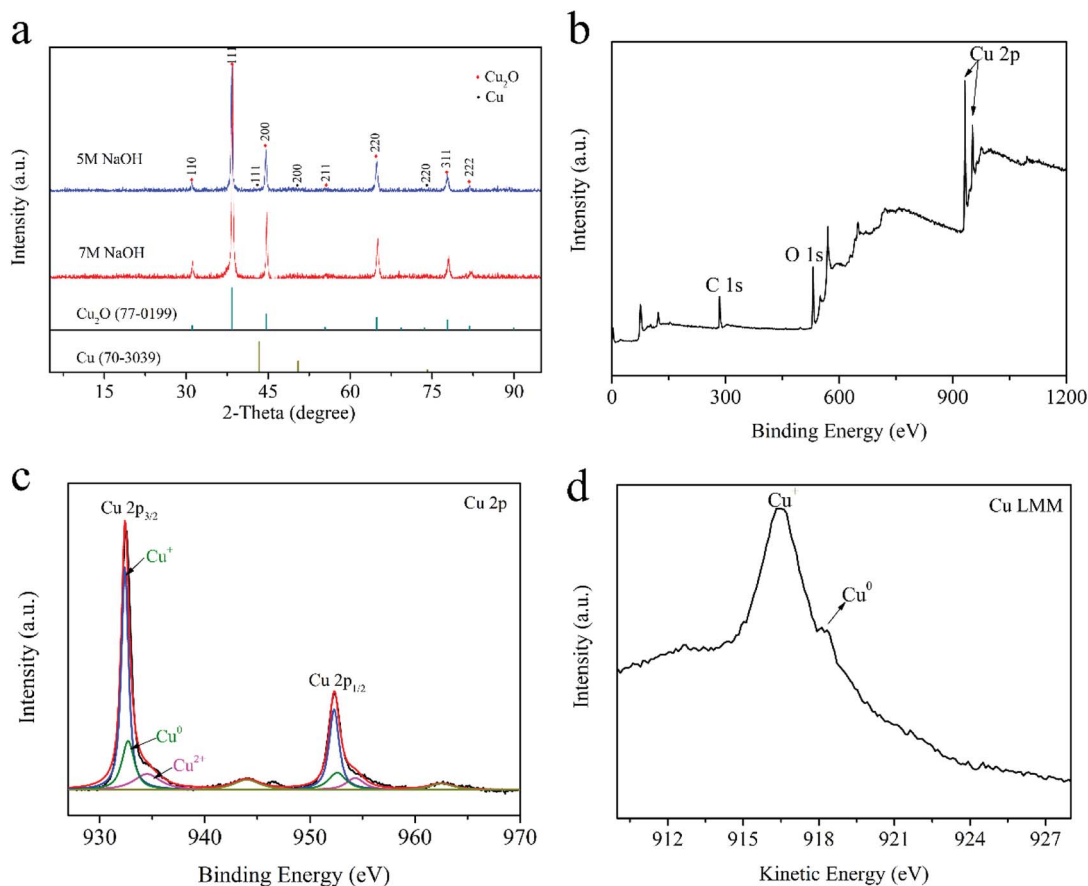 a
111
Cu₂O
Cu
5M NaOH
110
111
200
200
211
220
220
311
222
7M NaOH
Cu₂O (77-0199)
Cu (70-3039)
15 30 45 60 75 90
2-Theta (degree)
Intensity (a.u.)
b
Cu 2p
O 1s
C 1s
0 300 600 900 1200
Binding Energy (eV)
Intensity (a.u.)
c
Cu 2p
Cu 2p₃/₂
Cu⁺
Cu 2p₁/₂
Cu⁰
Cu²⁺
930 940 950 960 970
Binding Energy (eV)
Intensity (a.u.)
d
Cu LMM
Cu⁺
Cu⁰
912 915 918 921 924 927
Kinetic Energy (eV)
Intensity (a.u.)